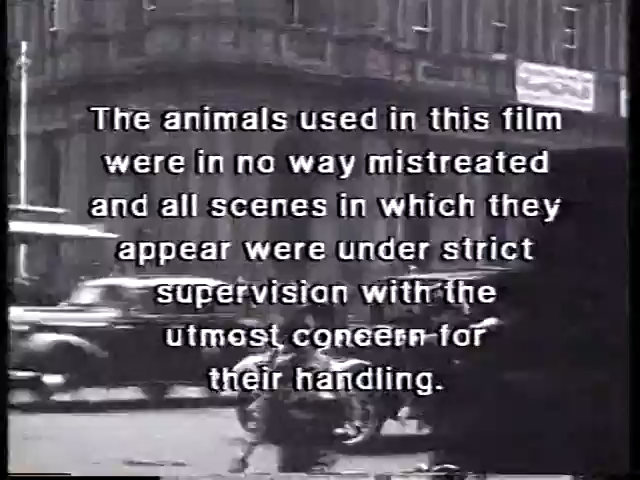 The animals used in this film
were in no way mistreated
and all scenes in which they
appear were under strict
supervision with the
utmost concern for
their handling.